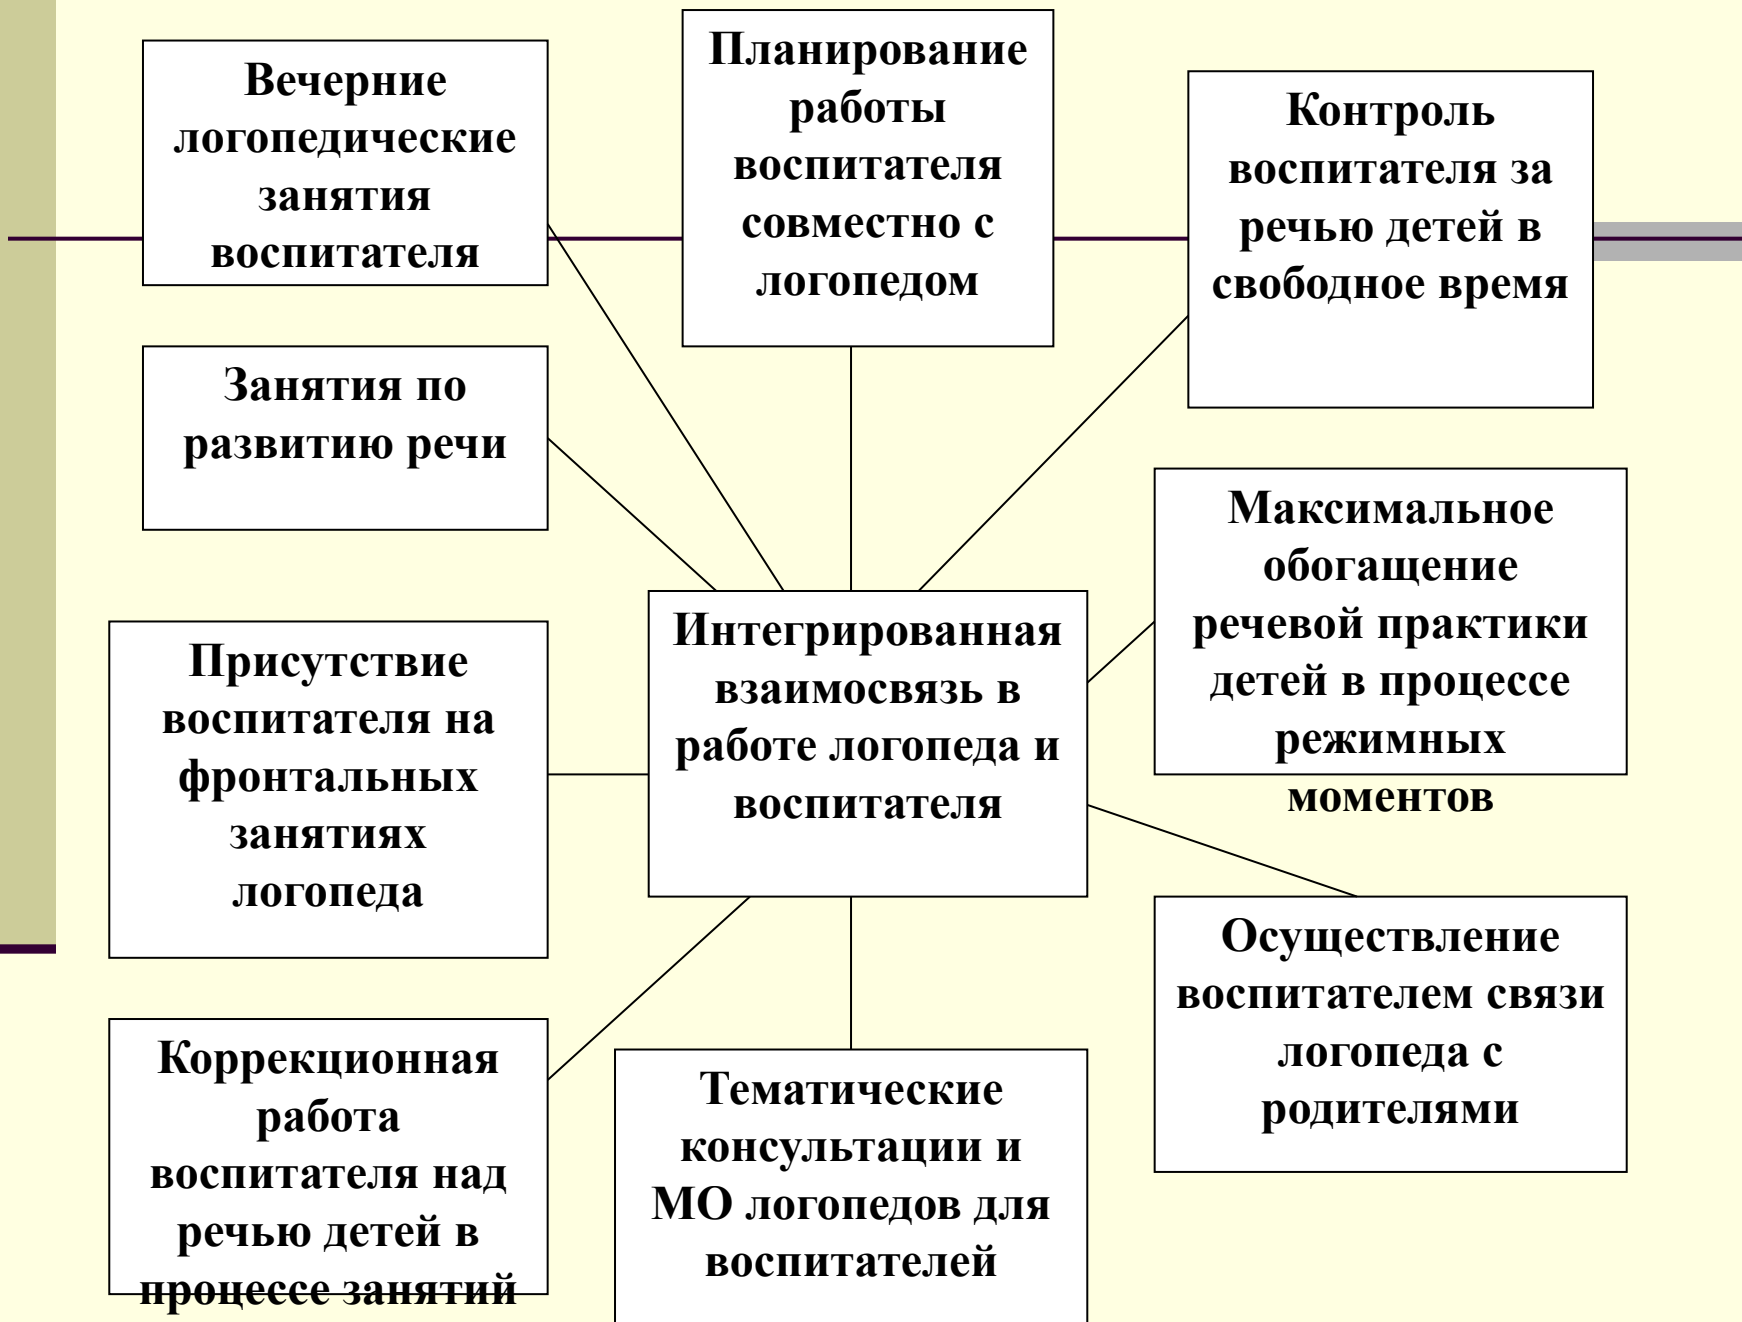 Вечерние
логопедические
занятия
воспитателя
Планирование
работы
воспитателя
совместно с
логопедом
Контроль
воспитателя за
речью детей в
свободное время
Занятия по
развитию речи
Максимальное
обогащение
речевой практики
детей в процессе
режимных
моментов
Интегрированная
взаимосвязь в
работе логопеда и
воспитателя
Присутствие
воспитателя на
фронтальных
занятиях
логопеда
Осуществление
воспитателем связи
логопеда с
родителями
Коррекционная
работа
воспитателя над
речью детей в
процессе занятий
Тематические
консультации и
МО логопедов для
воспитателей